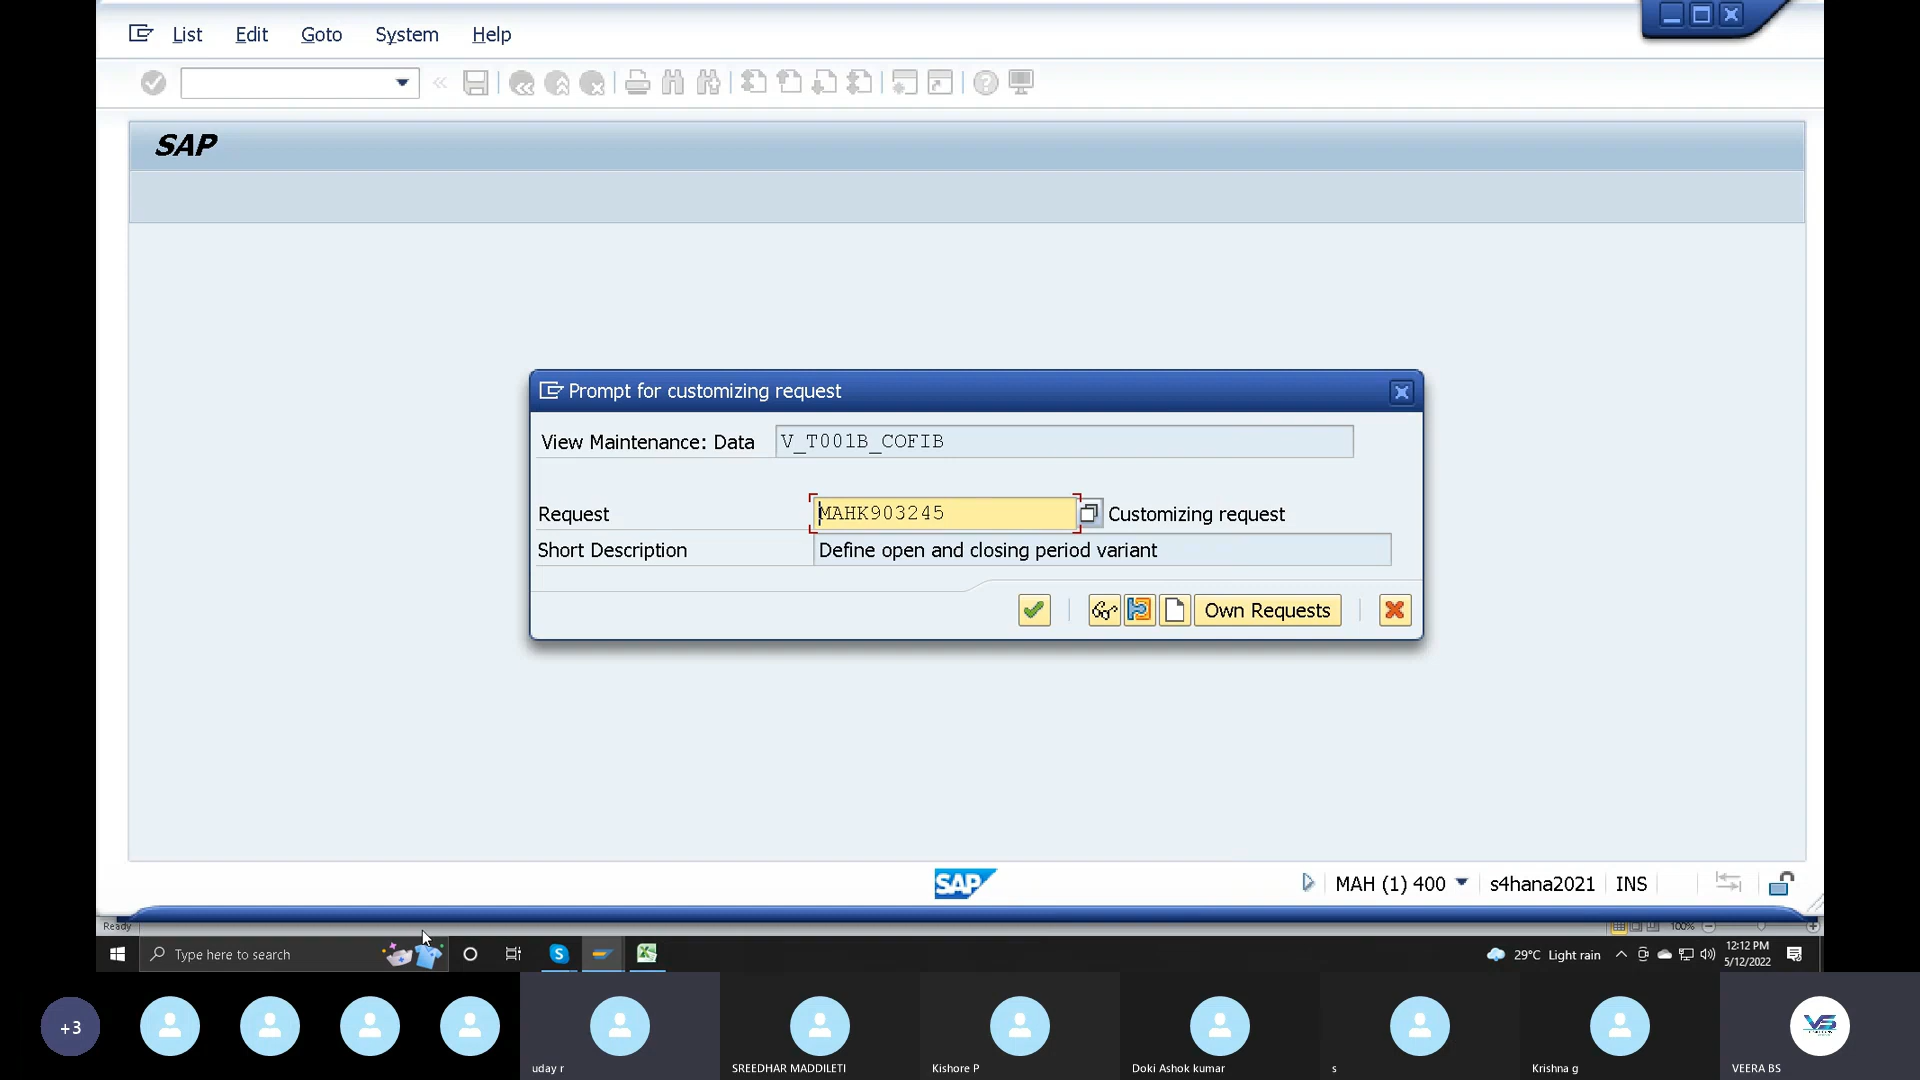 List Edit Goto System Help
SAP
Prompt for customizing request
View Maintenance: Data V_T001B_COFIB
Request MAHK903245 Customizing request
Short Description Define open and closing period variant
Own Requests
SAP MAH (1) 400 s4hana2021 INS
Ready 100%
Type here to search 29°C Light rain 12:12 PM
5/12/2022
+3 VS
uday r SREEDHAR MADDILETI Kishore P Doki Ashok kumar s Krishna g VEERA BS